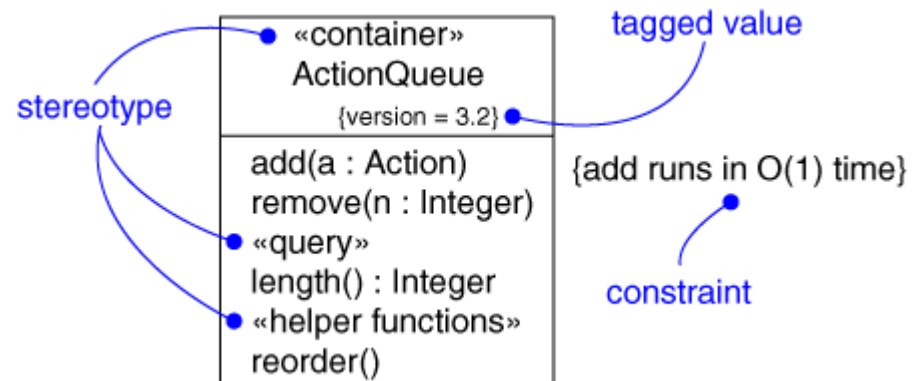 tagged value
«container»
ActionQueue
stereotype
{version = 3.2}
add(a : Action)
{add runs in O(1) time}
remove(n : Integer)
«query»
length() : Integer
constraint
«helper functions»
reorder()